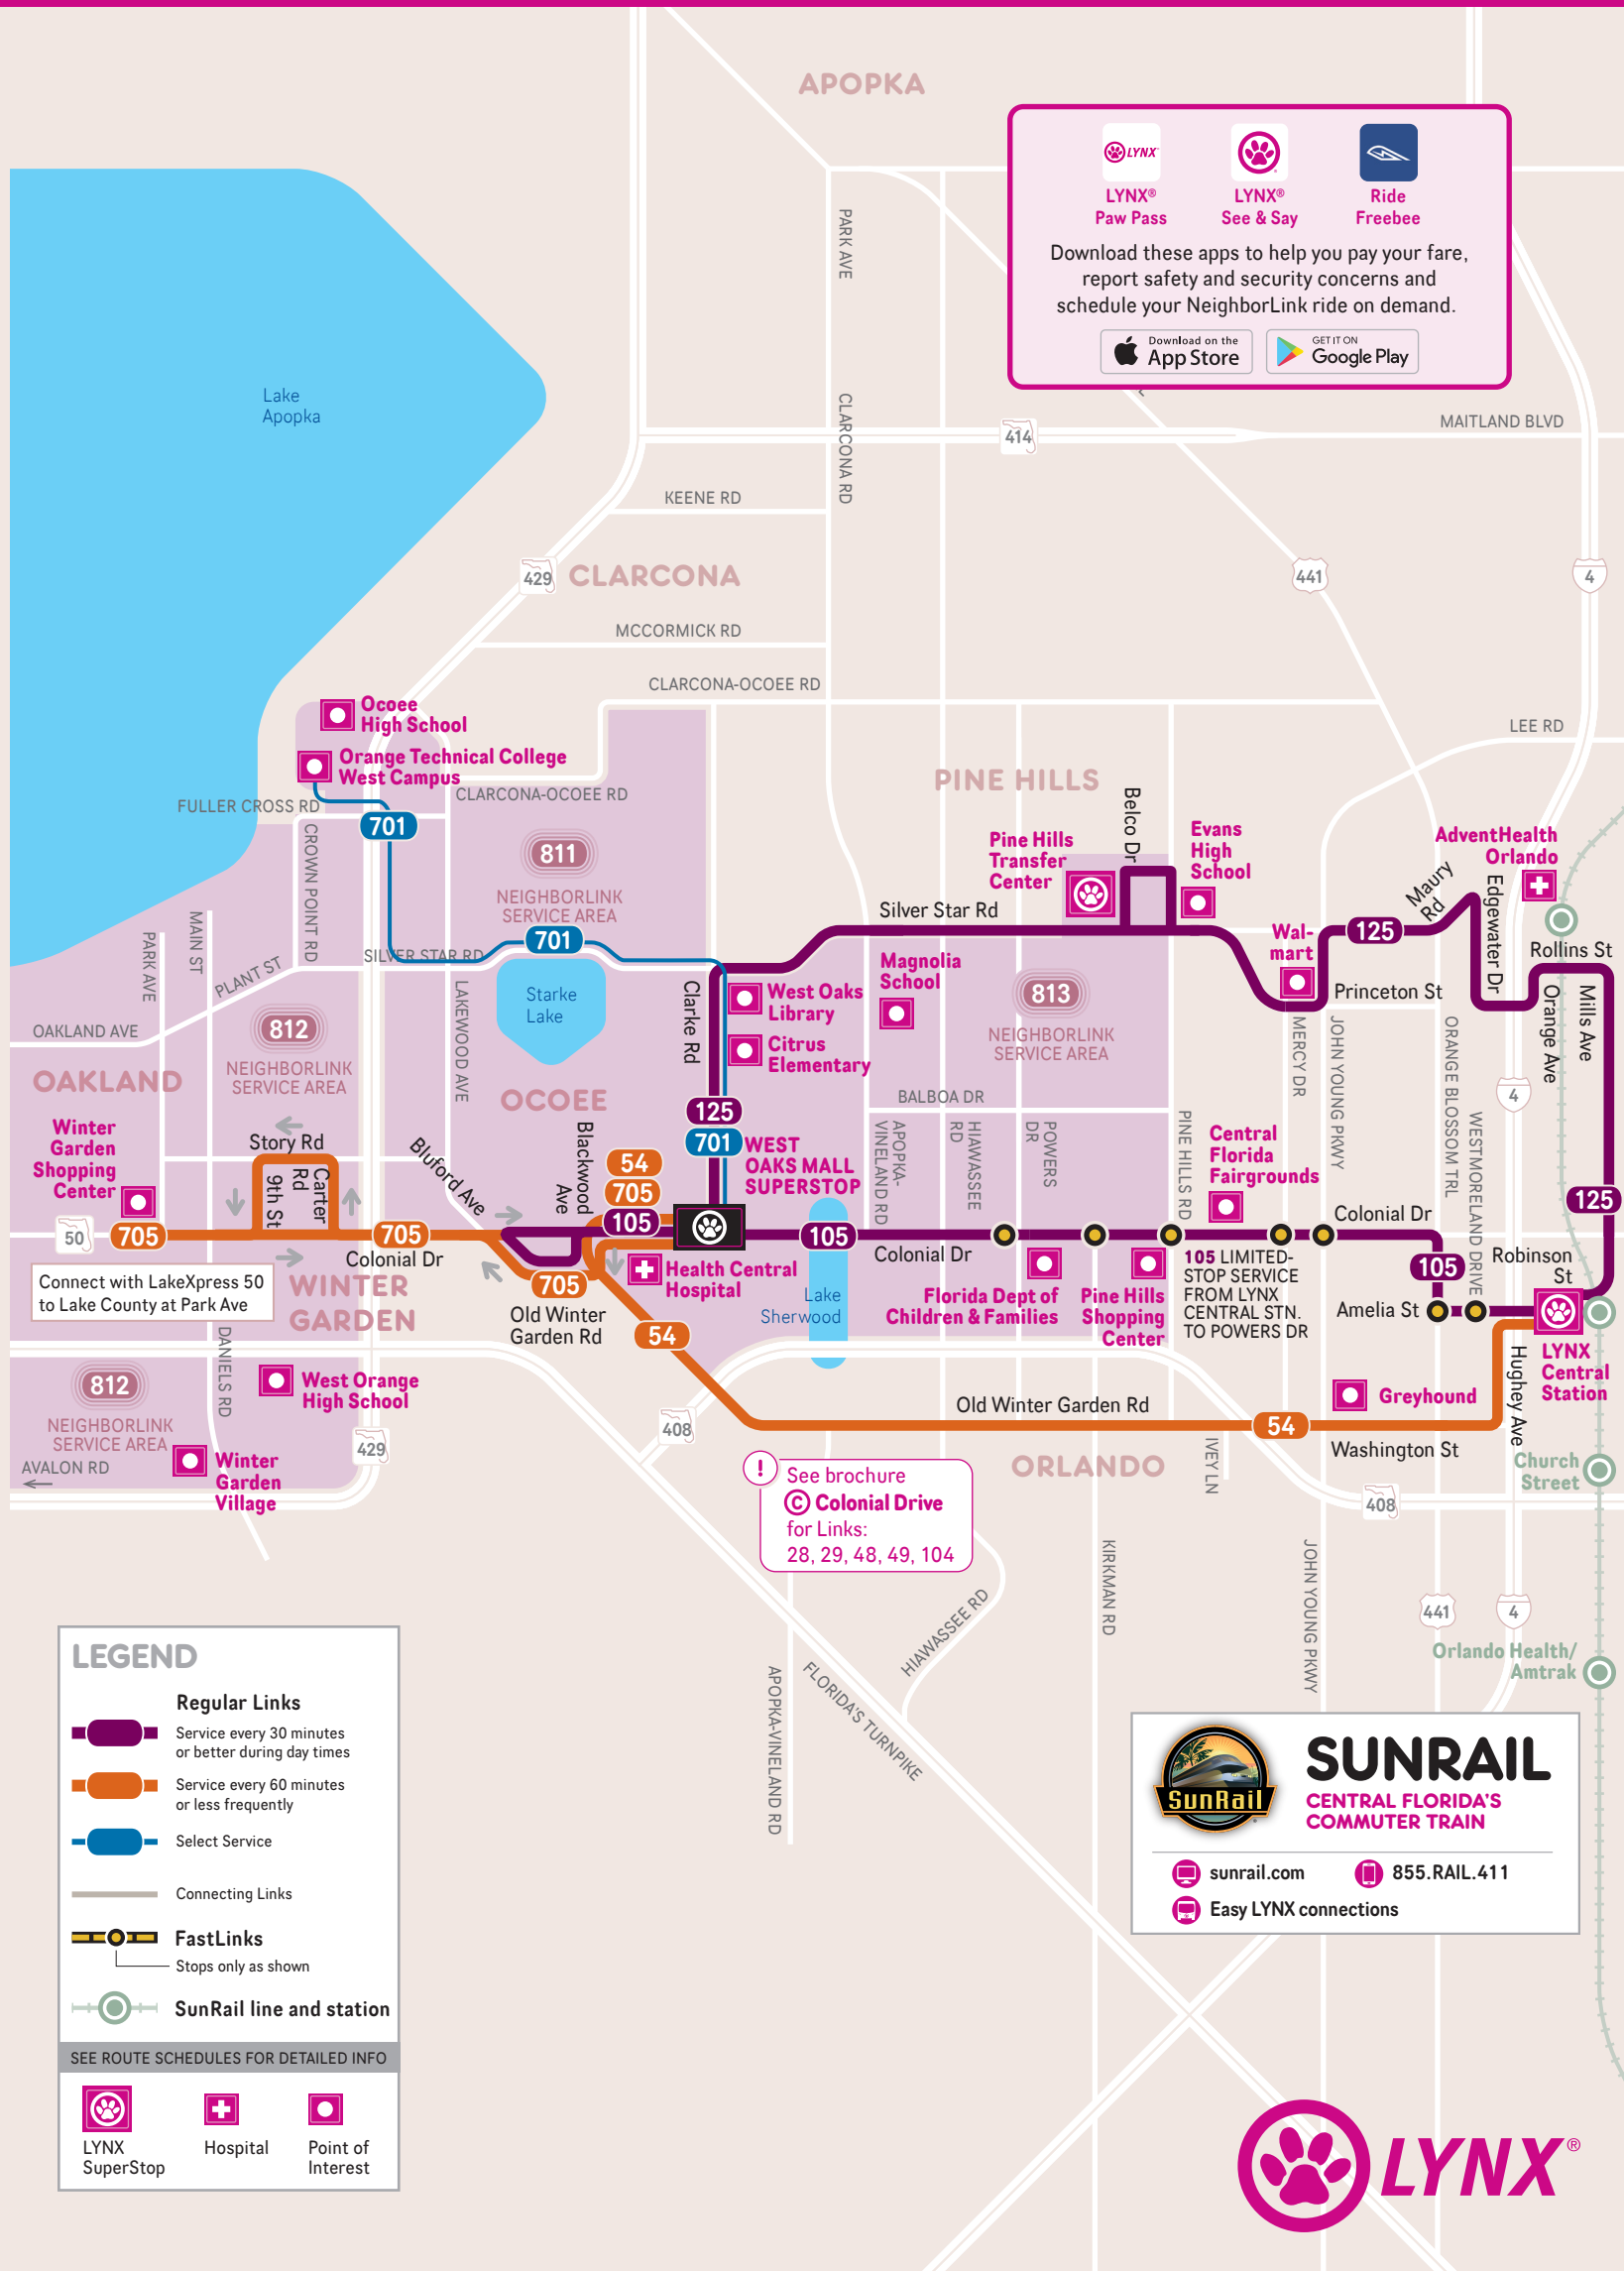 APOPKA
LYNX
LYNX®
Paw Pass
LYNX®
See & Say
Ride
Freebee
Download these apps to help you pay your fare,
report safety and security concerns and
schedule your NeighborLink ride on demand.
Download on the
App Store
GET IT ON
Google Play
PARK AVE
CLARCONA RD
Lake
Apopka
414
MAITLAND BLVD
KEENE RD
429
CLARCONA
441
4
MCCORMICK RD
CLARCONA-OCOEE RD
LEE RD
Ocoee
High School
Orange Technical College
West Campus
CLARCONA-OCOEE RD
FULLER CROSS RD
701
CROWN POINT RD
811
NEIGHBORLINK
SERVICE AREA
701
SILVER STAR RD
Starke
Lake
PINE HILLS
Belco Dr
Pine Hills
Transfer
Center
Evans
High
School
AdventHealth
Orlando
Silver Star Rd
Wal-
mart
125
Maury
Rd
Edgewater Dr
Rollins St
Princeton St
Orange Ave
Mills Ave
PARK AVE
MAIN ST
PLANT ST
OAKLAND AVE
812
NEIGHBORLINK
SERVICE AREA
LAKEWOOD AVE
Clarke Rd
West Oaks
Library
Citrus
Elementary
Magnolia
School
813
NEIGHBORLINK
SERVICE AREA
MERCY DR
JOHN YOUNG PKWY
ORANGE BLOSSOM TRL
WESTMORELAND DRIVE
4
OAKLAND
OCOEE
BALBOA DR
APOPKA-
VINELAND RD
HIAWASSEE
RD
POWERS
DR
PINE HILLS RD
Central
Florida
Fairgrounds
Winter
Garden
Shopping
Center
Story Rd
9th St
Carter
Rd
Bluford Ave
Blackwood
Ave
125
701
54
705
105
WEST
OAKS MALL
SUPERSTOP
50
705
705
Colonial Dr
105
Colonial Dr
Colonial Dr
125
Connect with LakeXpress 50
to Lake County at Park Ave
WINTER
GARDEN
705
Old Winter
Garden Rd
Health Central
Hospital
Lake
Sherwood
Florida Dept of
Children & Families
Pine Hills
Shopping
Center
105 LIMITED-
STOP SERVICE
FROM LYNX
CENTRAL STN.
TO POWERS DR
105
Robinson
St
Amelia St
LYNX
Central
Station
54
DANIELS RD
812
NEIGHBORLINK
SERVICE AREA
West Orange
High School
Winter
Garden
Village
AVALON RD
429
408
Old Winter Garden Rd
54
Greyhound
Hughey Ave
Washington St
IVEY LN
ORLANDO
408
Church
Street
!
See brochure
C Colonial Drive
for Links:
28, 29, 48, 49, 104
HIAWASSEE RD
KIRKMAN RD
JOHN YOUNG PKWY
441
4
Orlando Health/
Amtrak
APOPKA-VINELAND RD
FLORIDA'S TURNPIKE
LEGEND
Regular Links
Service every 30 minutes
or better during day times
Service every 60 minutes
or less frequently
Select Service
Connecting Links
FastLinks
Stops only as shown
SunRail line and station
SEE ROUTE SCHEDULES FOR DETAILED INFO
LYNX
SuperStop
Hospital
Point of
Interest
SunRail
SUNRAIL
CENTRAL FLORIDA'S
COMMUTER TRAIN
sunrail.com
855.RAIL.411
Easy LYNX connections
LYNX®